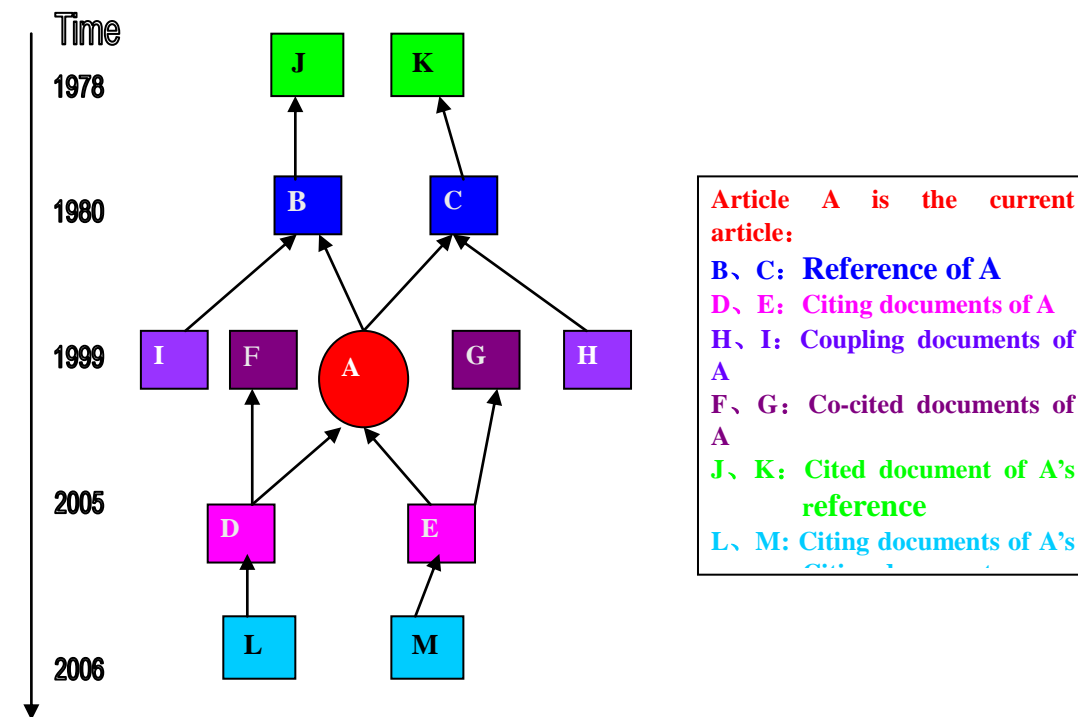 Time
1978
1980
1999
2005
2006
J
K
B
C
I
F
A
G
H
D
E
L
M
Article A is the current
article：
B、C：Reference of A
D、E：Citing documents of A
H、I：Coupling documents of
A
F、G：Co-cited documents of
A
J、K：Cited document of A's
reference
L、M: Citing documents of A's